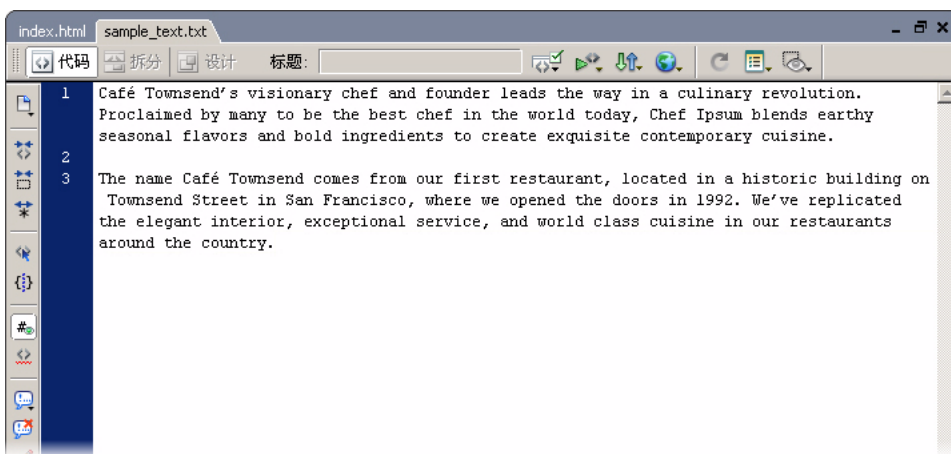 index.html sample_text.txt
代码 拆分 设计 标题:
1 Café Townsend's visionary chef and founder leads the way in a culinary revolution.
Proclaimed by many to be the best chef in the world today, Chef Ipsum blends earthy
seasonal flavors and bold ingredients to create exquisite contemporary cuisine.
2
3 The name Café Townsend comes from our first restaurant, located in a historic building on
Townsend Street in San Francisco, where we opened the doors in 1992. We've replicated
the elegant interior, exceptional service, and world class cuisine in our restaurants
around the country.